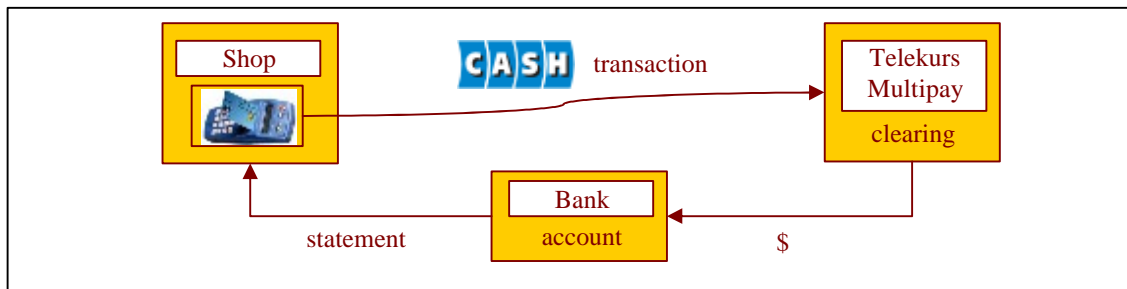 Shop
CASH transaction
Telekurs
Multipay
clearing
Bank
account
statement
$